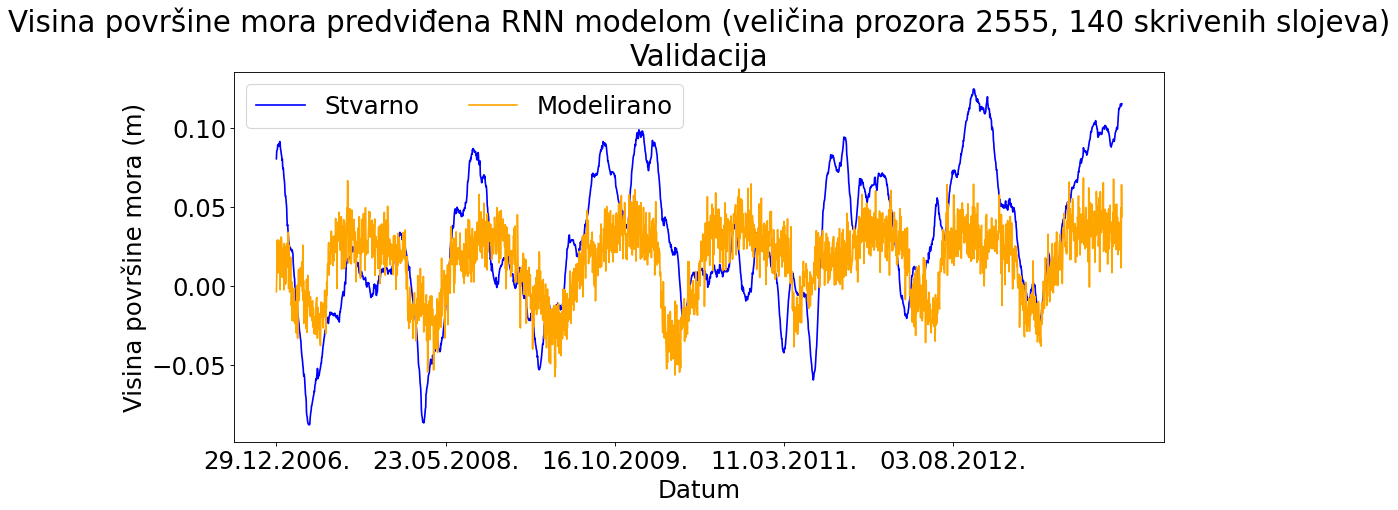 Visina površine mora predviđena RNN modelom (veličina prozora 2555, 140 skrivenih slojeva)
Validacija
Stvarno
Modelirano
Visina površine mora (m)
0.10
0.05
0.00
−0.05
29.12.2006.
23.05.2008.
16.10.2009.
11.03.2011.
03.08.2012.
Datum